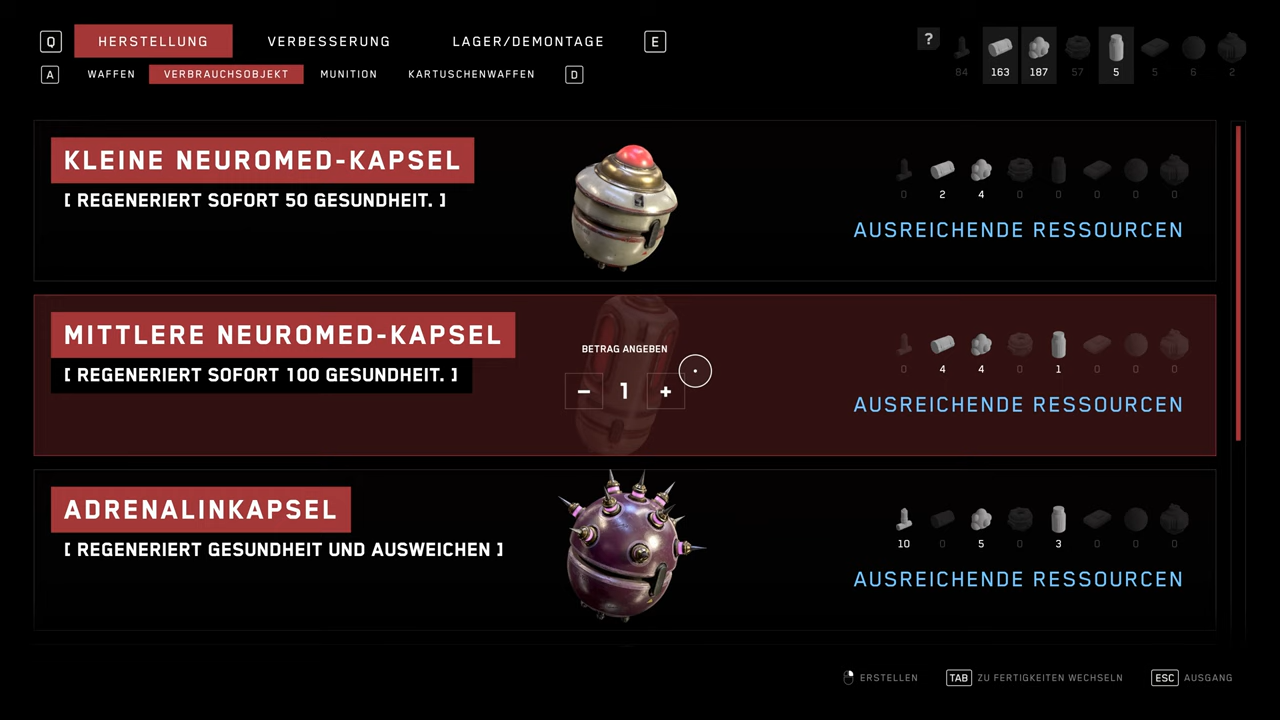 Q HERSTELLUNG VERBESSERUNG LAGER/DEMONTAGE E
A WAFFEN VERBRAUCHSOBJEKT MUNITION KARTUSCHENWAFFEN D
?
84 163 187 57 5 5 6 2
KLEINE NEUROMED-KAPSEL
[ REGENERIERT SOFORT 50 GESUNDHEIT. ]
0 2 4 0 0 0 0 0
AUSREICHENDE RESSOURCEN
MITTLERE NEUROMED-KAPSEL
[ REGENERIERT SOFORT 100 GESUNDHEIT. ]
BETRAG ANGEBEN
− 1 +
0 4 4 0 1 0 0 0
AUSREICHENDE RESSOURCEN
ADRENALINKAPSEL
[ REGENERIERT GESUNDHEIT UND AUSWEICHEN ]
10 0 5 0 3 0 0 0
AUSREICHENDE RESSOURCEN
ERSTELLEN TAB ZU FERTIGKEITEN WECHSELN ESC AUSGANG